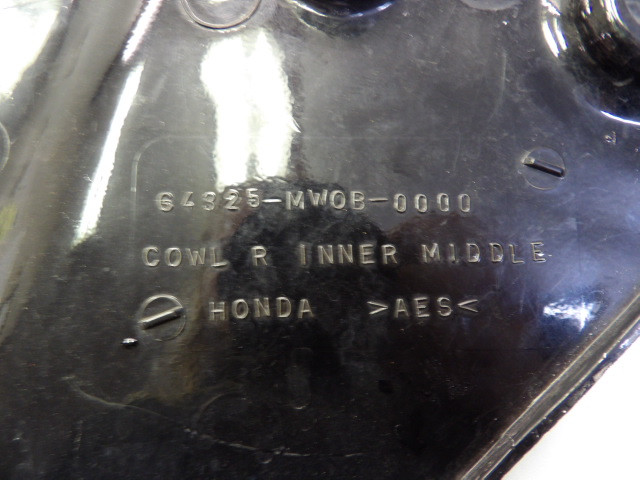 64325-MW0B-0000
COWL R INNER MIDDLE
HONDA >AES<